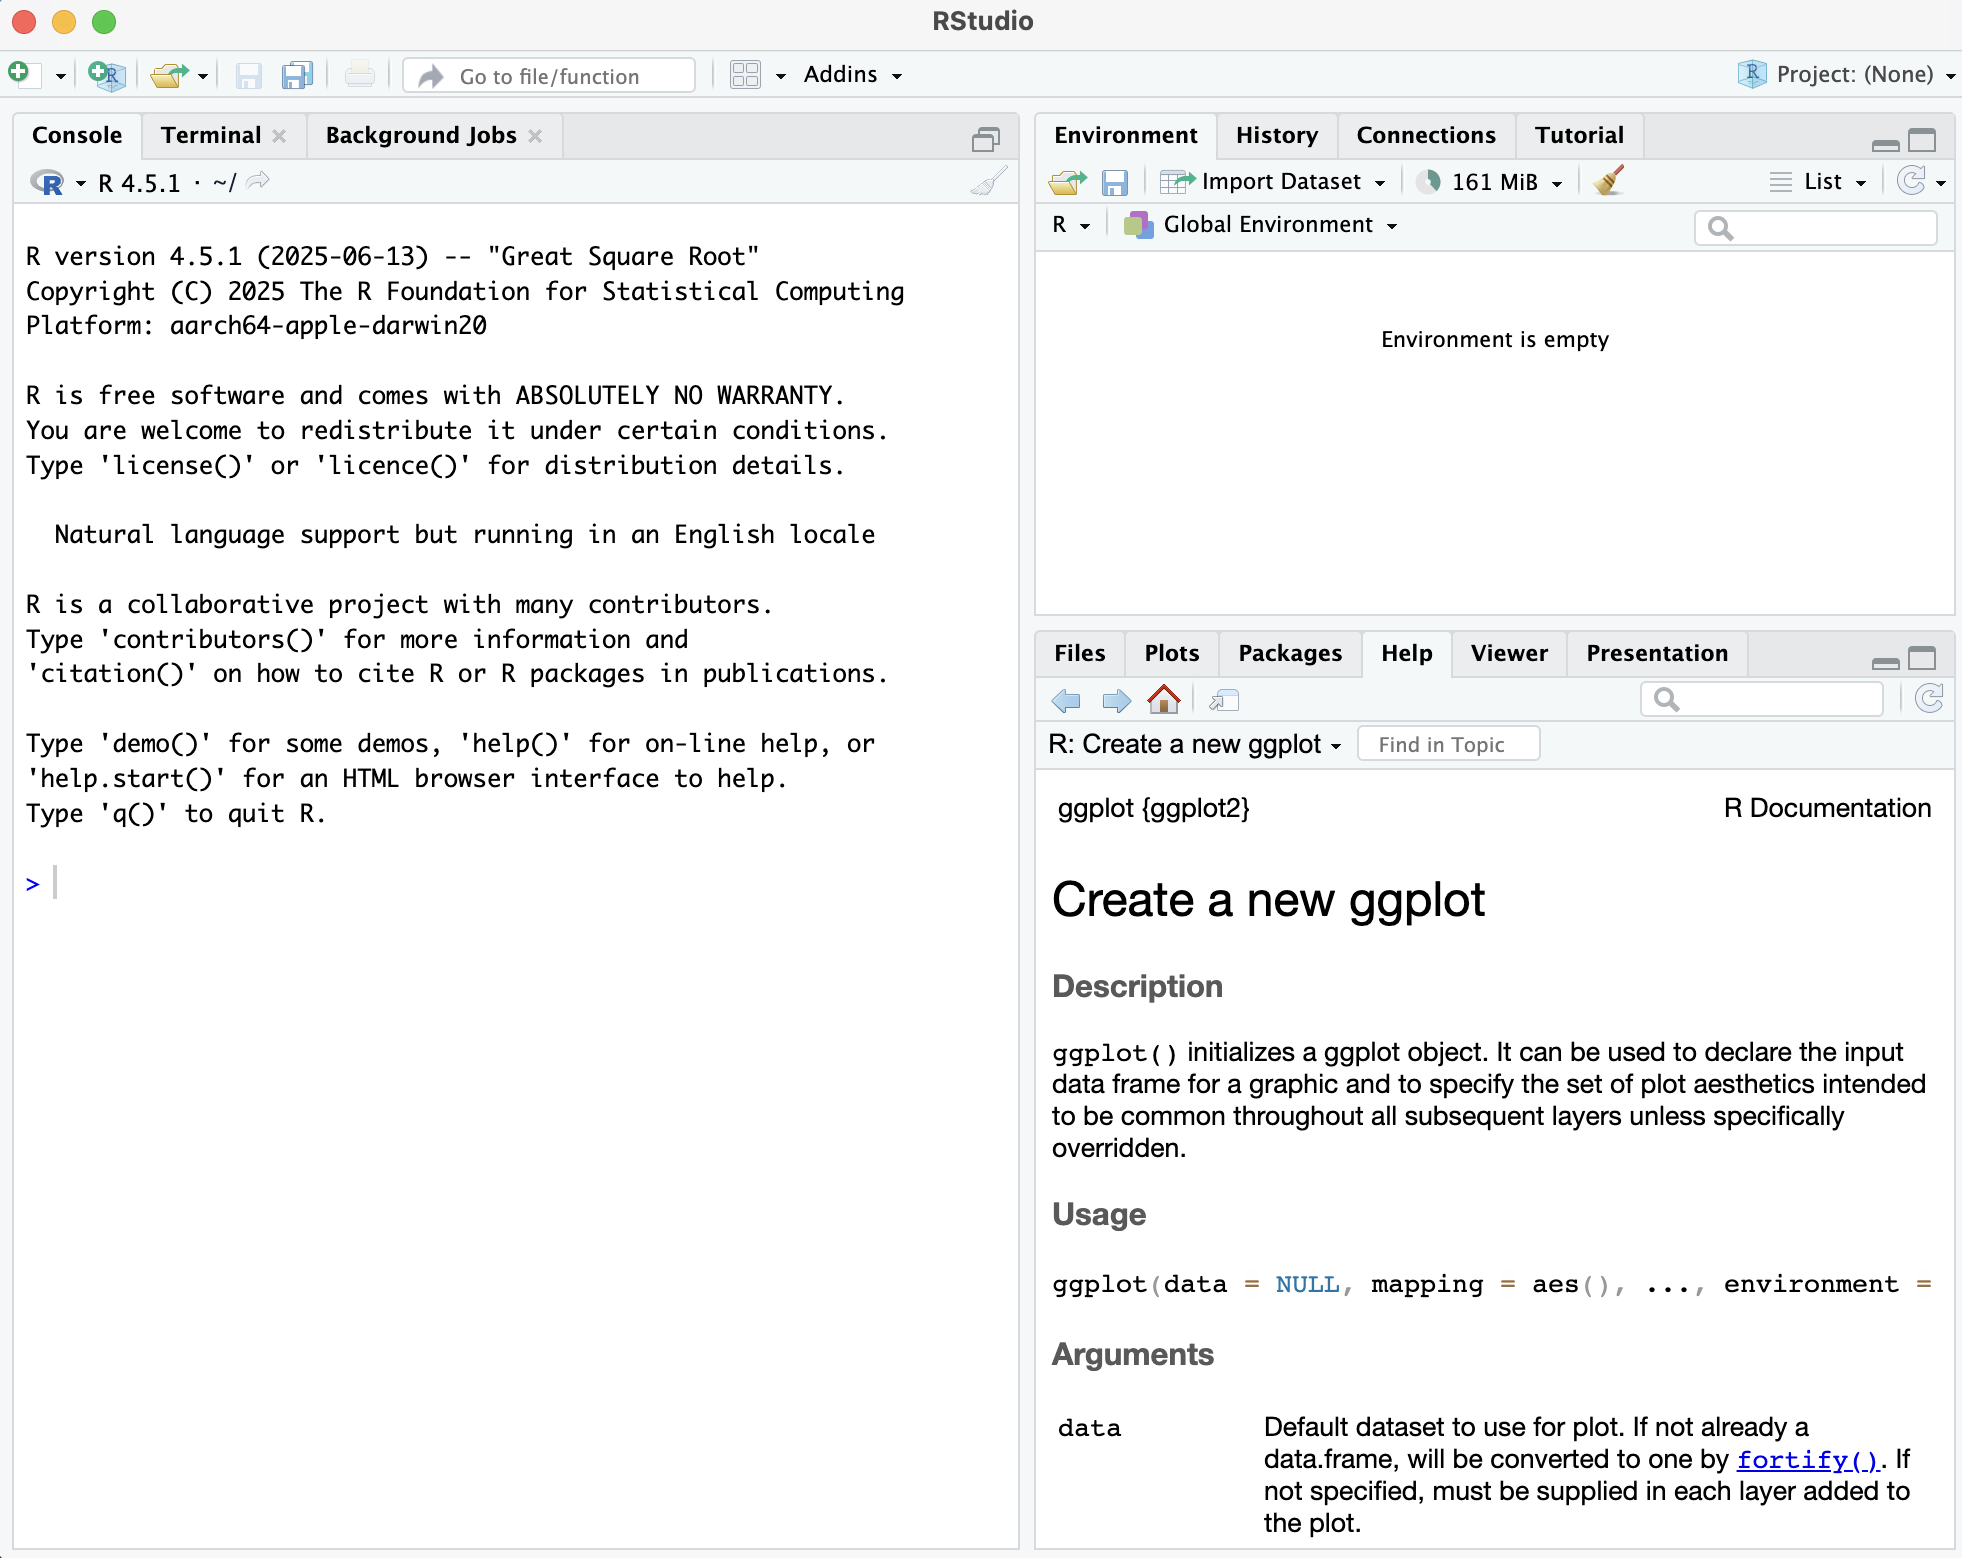 RStudio
Go to file/function
Addins
Project: (None)
Console
Terminal
Background Jobs
R 4.5.1 · ~/
R version 4.5.1 (2025-06-13) -- "Great Square Root"
Copyright (C) 2025 The R Foundation for Statistical Computing
Platform: aarch64-apple-darwin20
R is free software and comes with ABSOLUTELY NO WARRANTY.
You are welcome to redistribute it under certain conditions.
Type 'license()' or 'licence()' for distribution details.
Natural language support but running in an English locale
R is a collaborative project with many contributors.
Type 'contributors()' for more information and
'citation()' on how to cite R or R packages in publications.
Type 'demo()' for some demos, 'help()' for on-line help, or
'help.start()' for an HTML browser interface to help.
Type 'q()' to quit R.
>
Environment
History
Connections
Tutorial
Import Dataset
161 MiB
List
R
Global Environment
Environment is empty
Files
Plots
Packages
Help
Viewer
Presentation
R: Create a new ggplot
Find in Topic
ggplot {ggplot2}
R Documentation
Create a new ggplot
Description
ggplot() initializes a ggplot object. It can be used to declare the input
data frame for a graphic and to specify the set of plot aesthetics intended
to be common throughout all subsequent layers unless specifically
overridden.
Usage
ggplot(data = NULL, mapping = aes(), ..., environment =
Arguments
data
Default dataset to use for plot. If not already a
data.frame, will be converted to one by fortify(). If
not specified, must be supplied in each layer added to
the plot.